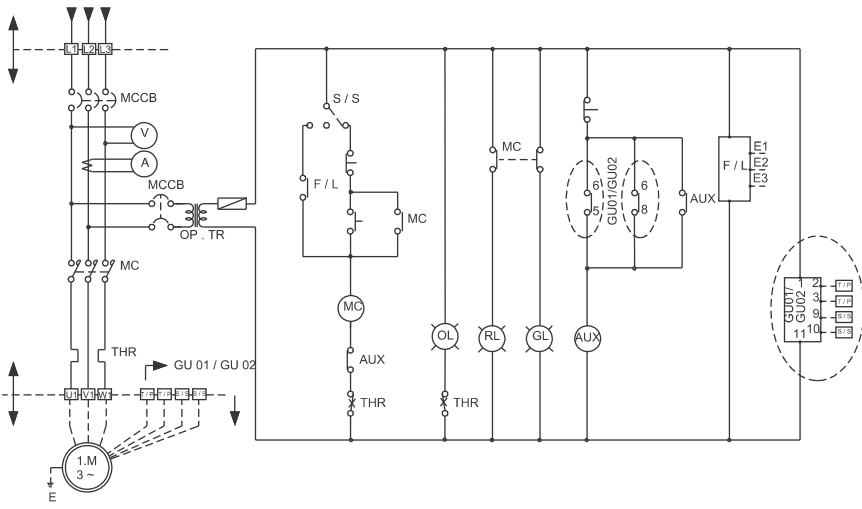 L1 L2 L3
MCCB
V
A
MCCB
OP . TR
MC
THR
GU 01 / GU 02
U1 V1 W1
T / P T / P S / S S / S
1.M
3 ~
E
S / S
F / L
MC
MC
AUX
THR
OL
THR
MC
RL
GL
GU01/GU02
6
5
6
8
AUX
AUX
F / L
E1
E2
E3
GU01/
GU02
1
2
3
9
10
11
T / P
T / P
S / S
S / S